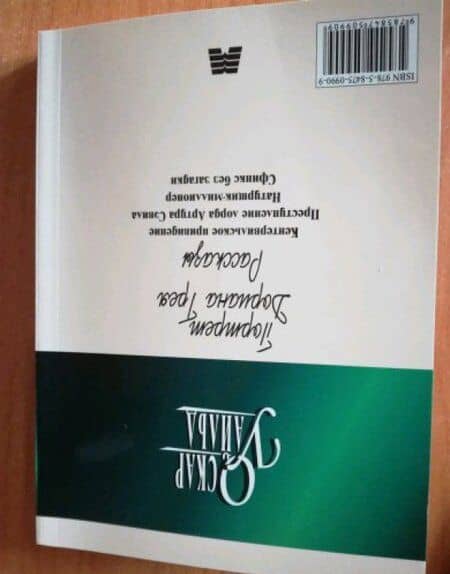 ОСКАР
УАЙЛЬД
Портрет
Дориана Грея
Рассказы
Кентервильское привидение
Преступление лорда Артура Сэвила
Натурщик-миллионер
Сфинкс без загадки
ISBN 978-5-8475-0990-9
9785847509909